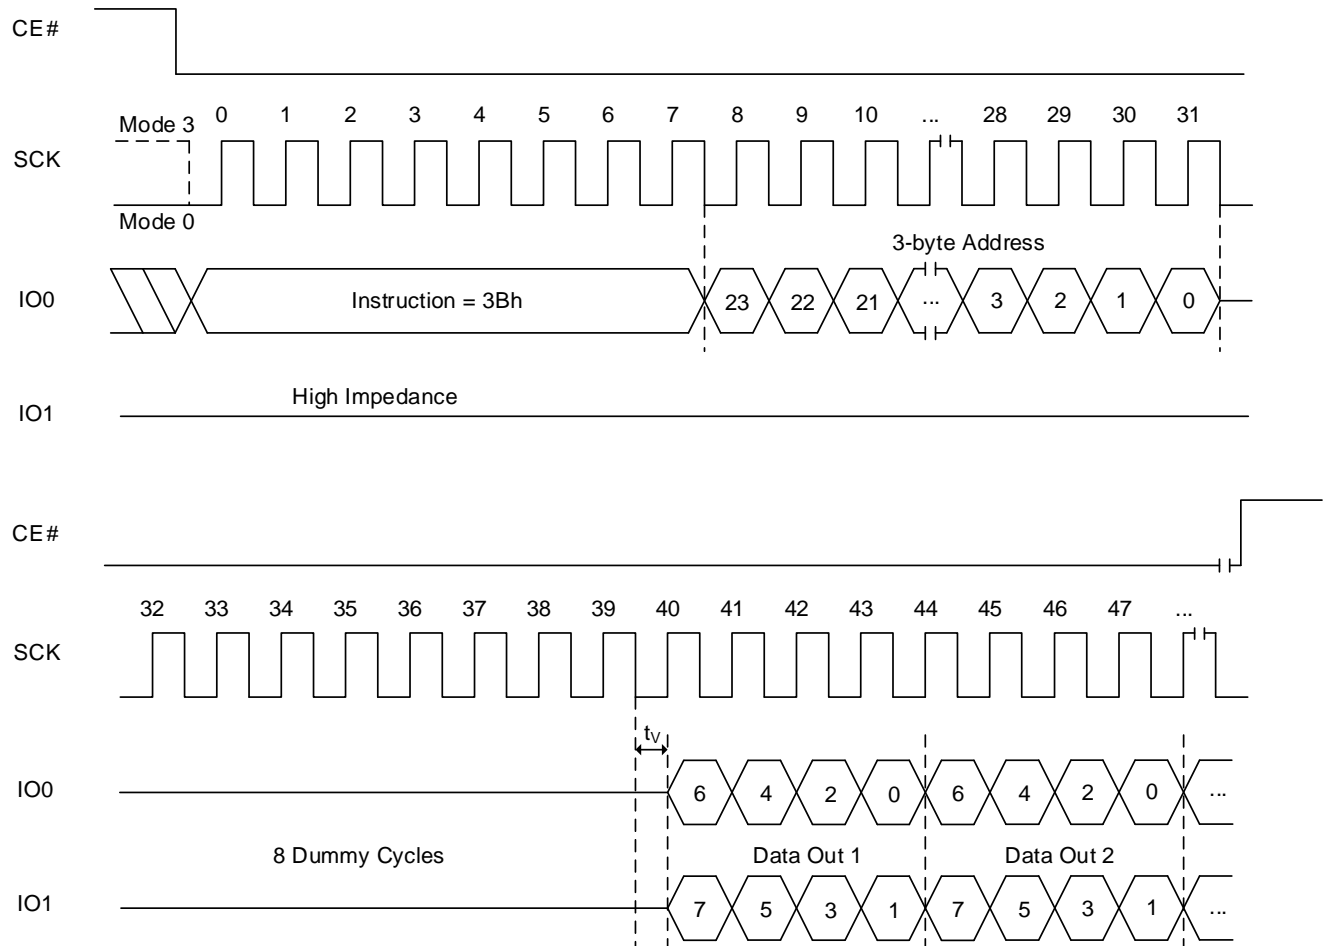 CE#
0 1 2 3 4 5 6 7 8 9 10 ... 28 29 30 31
Mode 3
SCK
Mode 0
3-byte Address
IO0 Instruction = 3Bh 23 22 21 ... 3 2 1 0
High Impedance
IO1
CE#
32 33 34 35 36 37 38 39 40 41 42 43 44 45 46 47 ...
SCK
tV
IO0 6 4 2 0 6 4 2 0 ...
8 Dummy Cycles Data Out 1 Data Out 2
IO1 7 5 3 1 7 5 3 1 ...